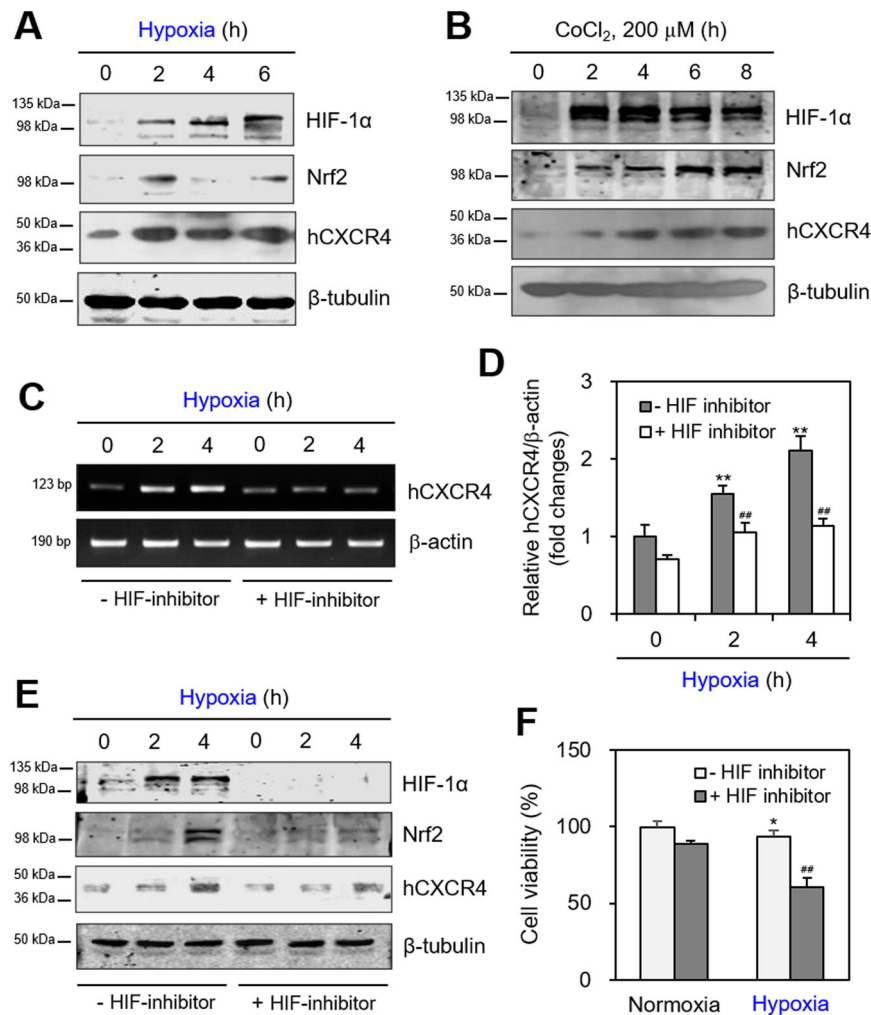 A
Hypoxia (h)
0 2 4 6
135 kDa
98 kDa
HIF-1α
98 kDa
Nrf2
50 kDa
36 kDa
hCXCR4
50 kDa
β-tubulin
B
CoCl2, 200 μM (h)
0 2 4 6 8
135 kDa
98 kDa
HIF-1α
98 kDa
Nrf2
50 kDa
36 kDa
hCXCR4
50 kDa
β-tubulin
C
Hypoxia (h)
0 2 4 0 2 4
123 bp
hCXCR4
190 bp
β-actin
- HIF-inhibitor + HIF-inhibitor
D
Relative hCXCR4/β-actin
(fold changes)
3
2
1
0
- HIF inhibitor
+ HIF inhibitor
**
##
**
##
0 2 4
Hypoxia (h)
E
Hypoxia (h)
0 2 4 0 2 4
135 kDa
98 kDa
HIF-1α
98 kDa
Nrf2
50 kDa
36 kDa
hCXCR4
50 kDa
β-tubulin
- HIF-inhibitor + HIF-inhibitor
F
Cell viability (%)
150
100
50
0
- HIF inhibitor
+ HIF inhibitor
*
##
Normoxia Hypoxia